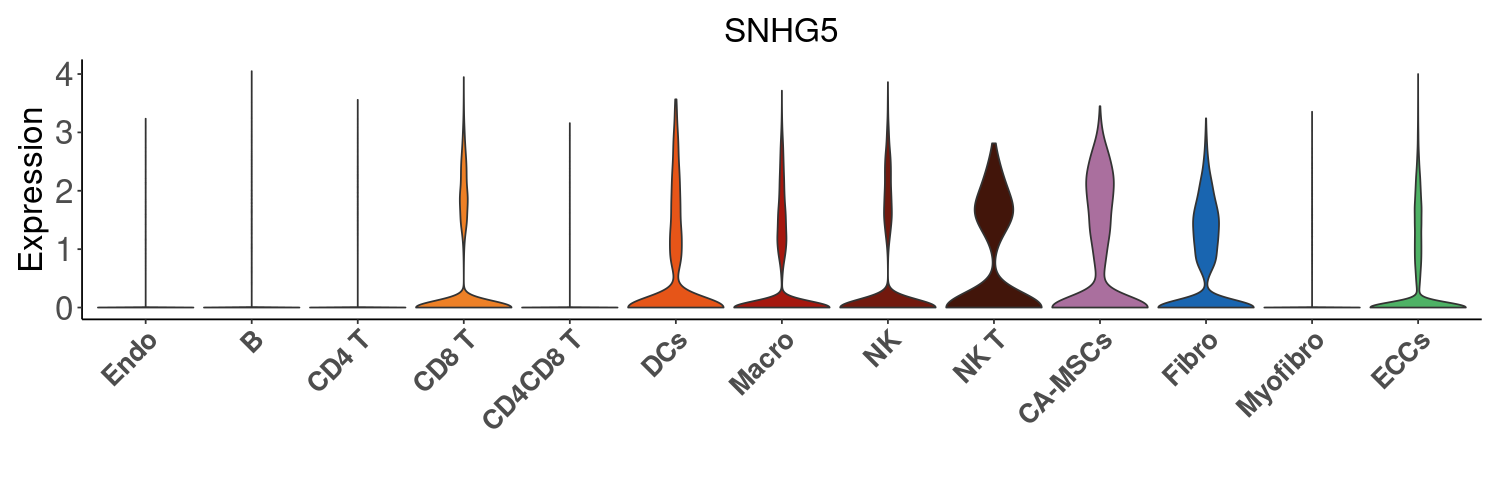 SNHG5
Expression
4
3
2
1
0
Endo
B
CD4 T
CD8 T
CD4CD8 T
DCs
Macro
NK
NK T
CA-MSCs
Fibro
Myofibro
ECCs